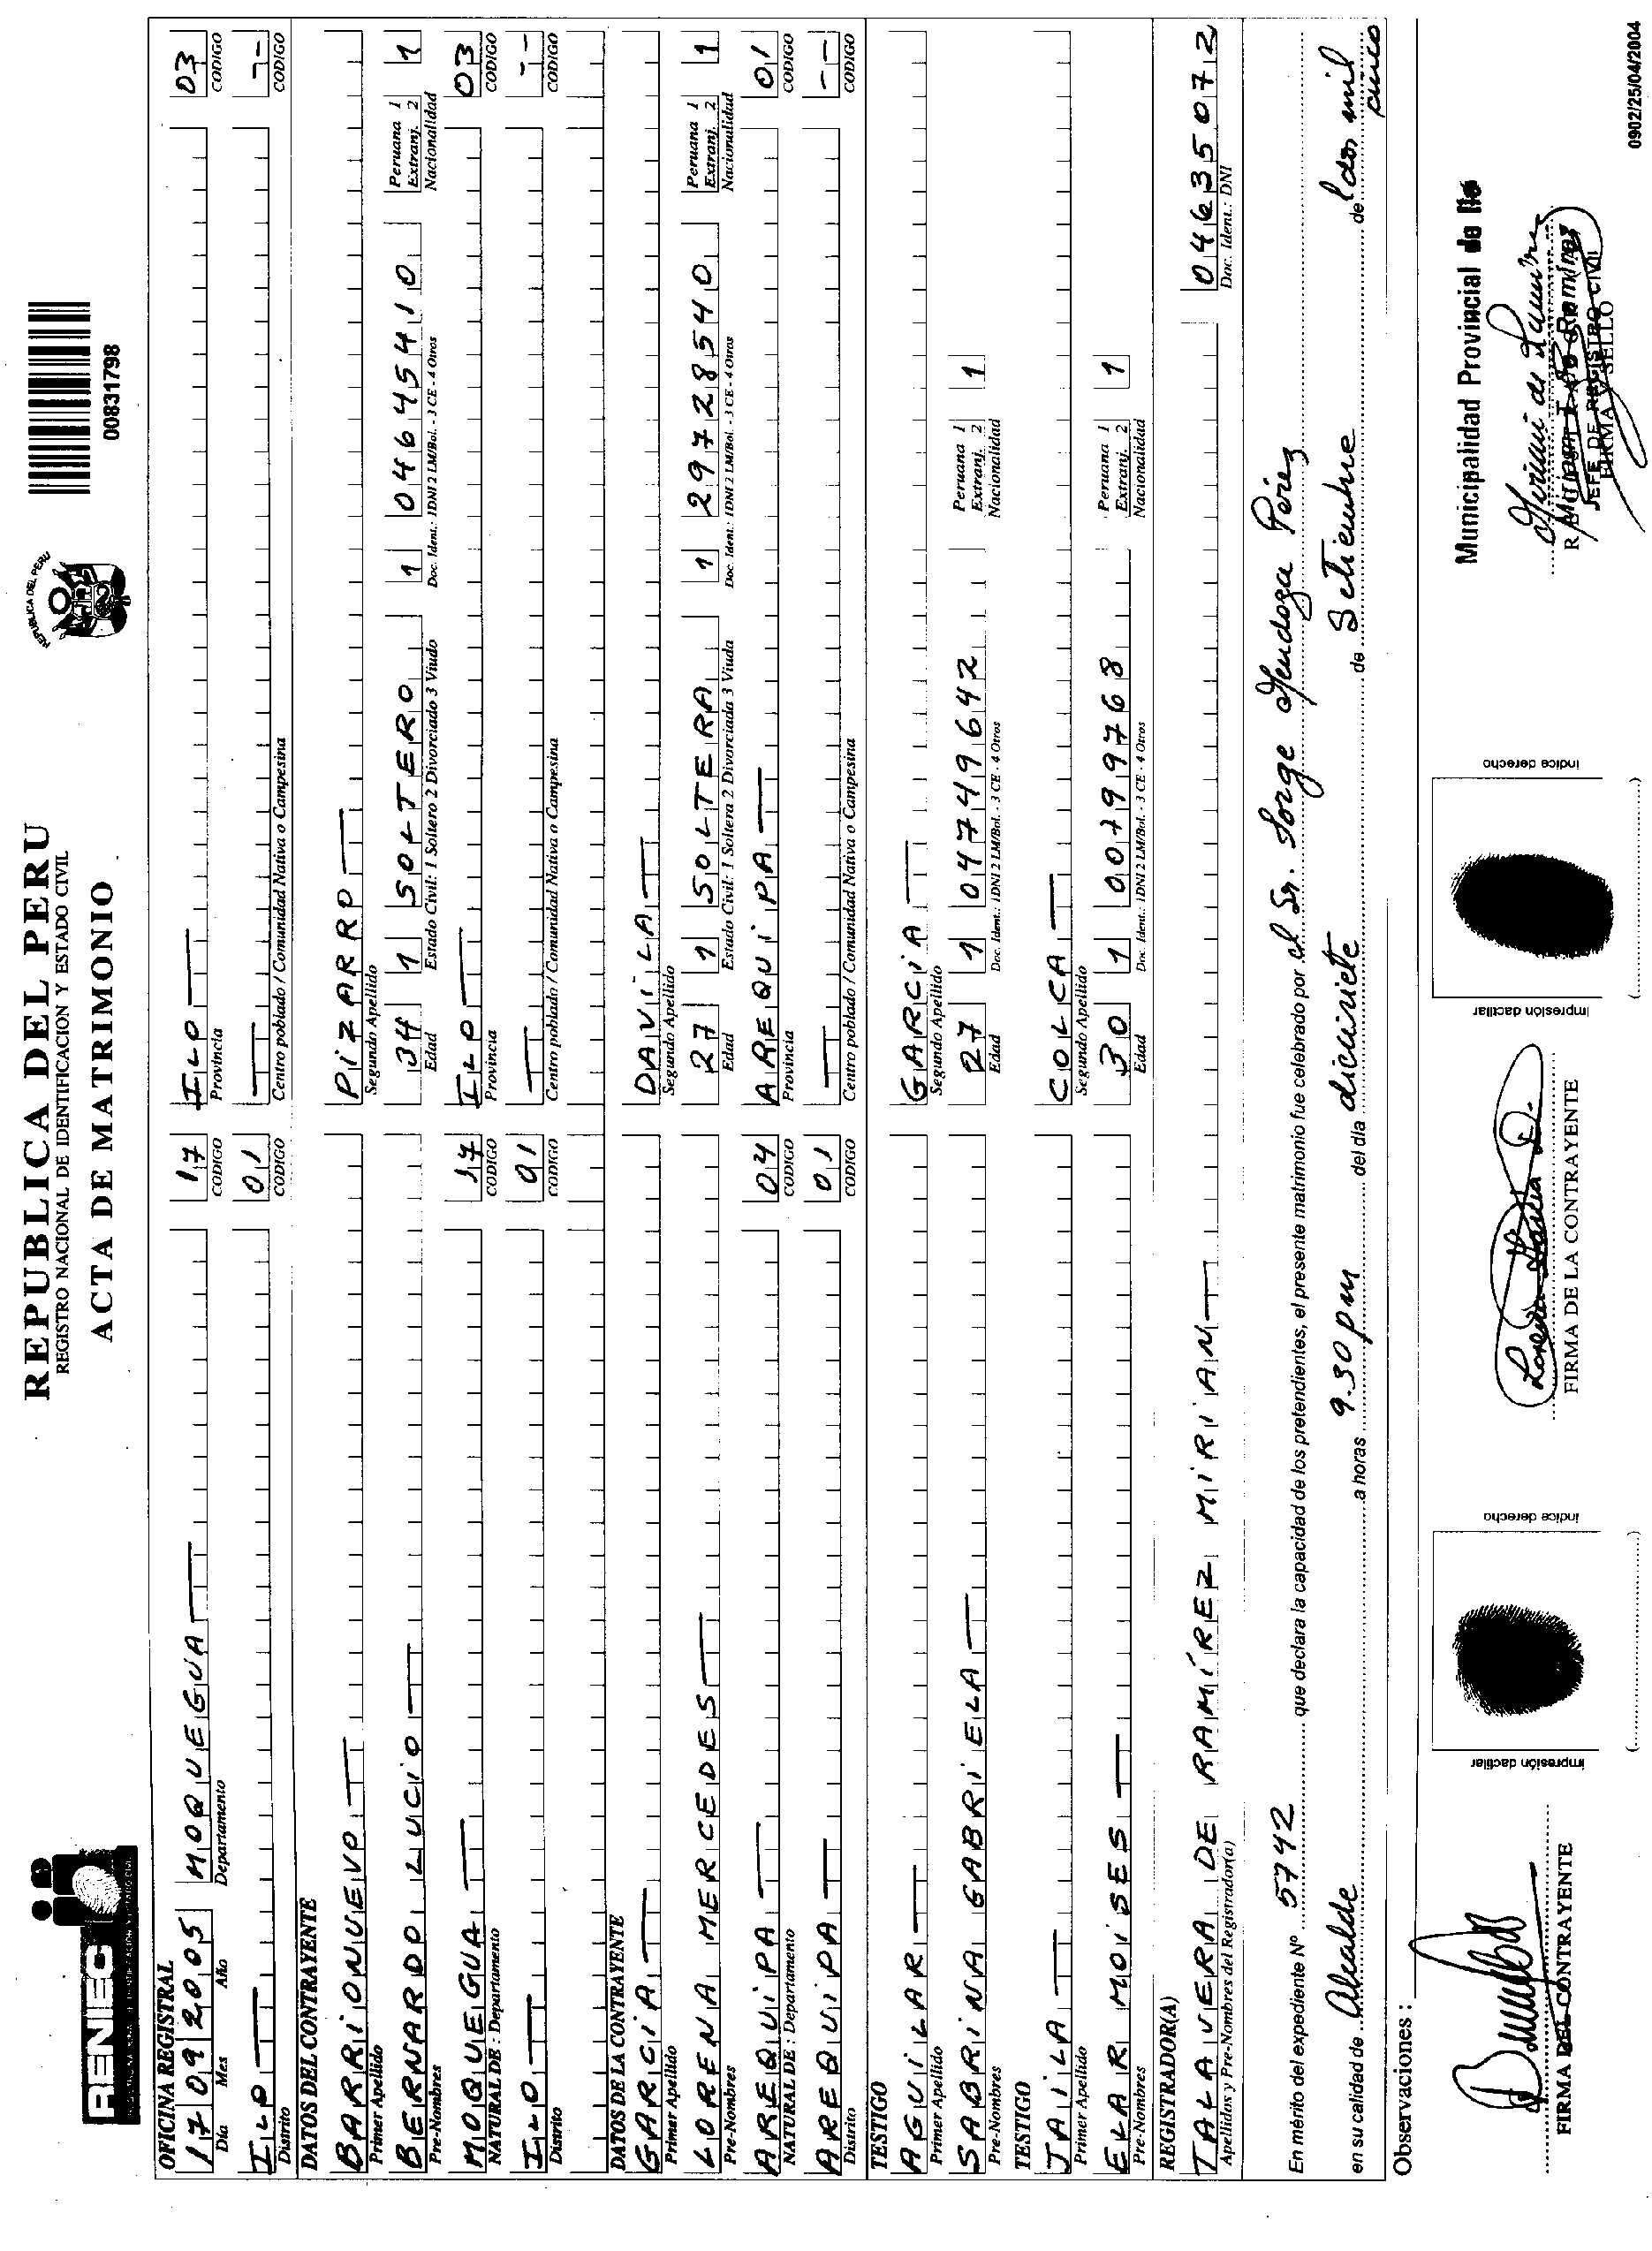 RENIEC
REPUBLICA DEL PERU
REGISTRO NACIONAL DE IDENTIFICACION Y ESTADO CIVIL
ACTA DE MATRIMONIO
REPUBLICA DEL PERU
00831798
OFICINA REGISTRAL
17 09 2005 MOQUEGUA 17 ILO 03
Día Mes Año Departamento CODIGO Provincia CODIGO
ILO 01 --
Distrito CODIGO Centro poblado / Comunidad Nativa o Campesina CODIGO
DATOS DEL CONTRAYENTE
BARRIONUEVO PIZARRO
Primer Apellido Segundo Apellido
BERNARDO LUCIO 34 1 SOLTERO 1 04645410 Peruana 1 Extranj. 2 1
Pre-Nombres Edad Estado Civil: 1 Soltero 2 Divorciado 3 Viudo Doc. Ident.: 1DNI 2 LM/Bol. - 3 CE - 4 Otros Nacionalidad
MOQUEGUA 17 ILO 03
NATURAL DE : Departamento CODIGO Provincia CODIGO
ILO 01 --
Distrito CODIGO Centro poblado / Comunidad Nativa o Campesina CODIGO
DATOS DE LA CONTRAYENTE
GARCIA DAVILA
Primer Apellido Segundo Apellido
LORENA MERCEDES 27 1 SOLTERA 1 29728540 Peruana 1 Extranj. 2 1
Pre-Nombres Edad Estado Civil: 1 Soltera 2 Divorciada 3 Viuda Doc. Ident.: 1DNI 2 LM/Bol. - 3 CE - 4 Otros Nacionalidad
AREQUIPA 04 AREQUIPA 01
NATURAL DE : Departamento CODIGO Provincia CODIGO
AREQUIPA 01 --
Distrito CODIGO Centro poblado / Comunidad Nativa o Campesina CODIGO
TESTIGO
AGUILAR GARCIA
Primer Apellido Segundo Apellido
SABRINA GABRIELA 27 1 04749642 Peruana 1 Extranj. 2 1
Pre-Nombres Edad Doc. Ident.: 1DNI 2 LM/Bol. - 3 CE - 4 Otros Nacionalidad
TESTIGO
JAILA COLCA
Primer Apellido Segundo Apellido
ELAR MOISES 30 1 00799768 Peruana 1 Extranj. 2 1
Pre-Nombres Edad Doc. Ident.: 1DNI 2 LM/Bol. - 3 CE - 4 Otros Nacionalidad
REGISTRADOR(A)
TALAVERA DE RAMÍREZ MIRIAM 04635072
Apellidos y Pre-Nombres del Registrador(a) Doc. Ident.: DNI
En mérito del expediente Nº 5742 que declara la capacidad de los pretendientes, el presente matrimonio fue celebrado por el Sr. Jorge Mendoza Pérez
en su calidad de Alcalde a horas 9.30 pm del día diecisiete de Setiembre de dos mil cinco
Observaciones :
Municipalidad Provincial de Ilo
impresión dactilar índice derecho
impresión dactilar índice derecho
FIRMA DEL CONTRAYENTE
FIRMA DE LA CONTRAYENTE
JEFE DE REGISTRO CIVIL
FIRMA Y SELLO
0902/25/04/2004